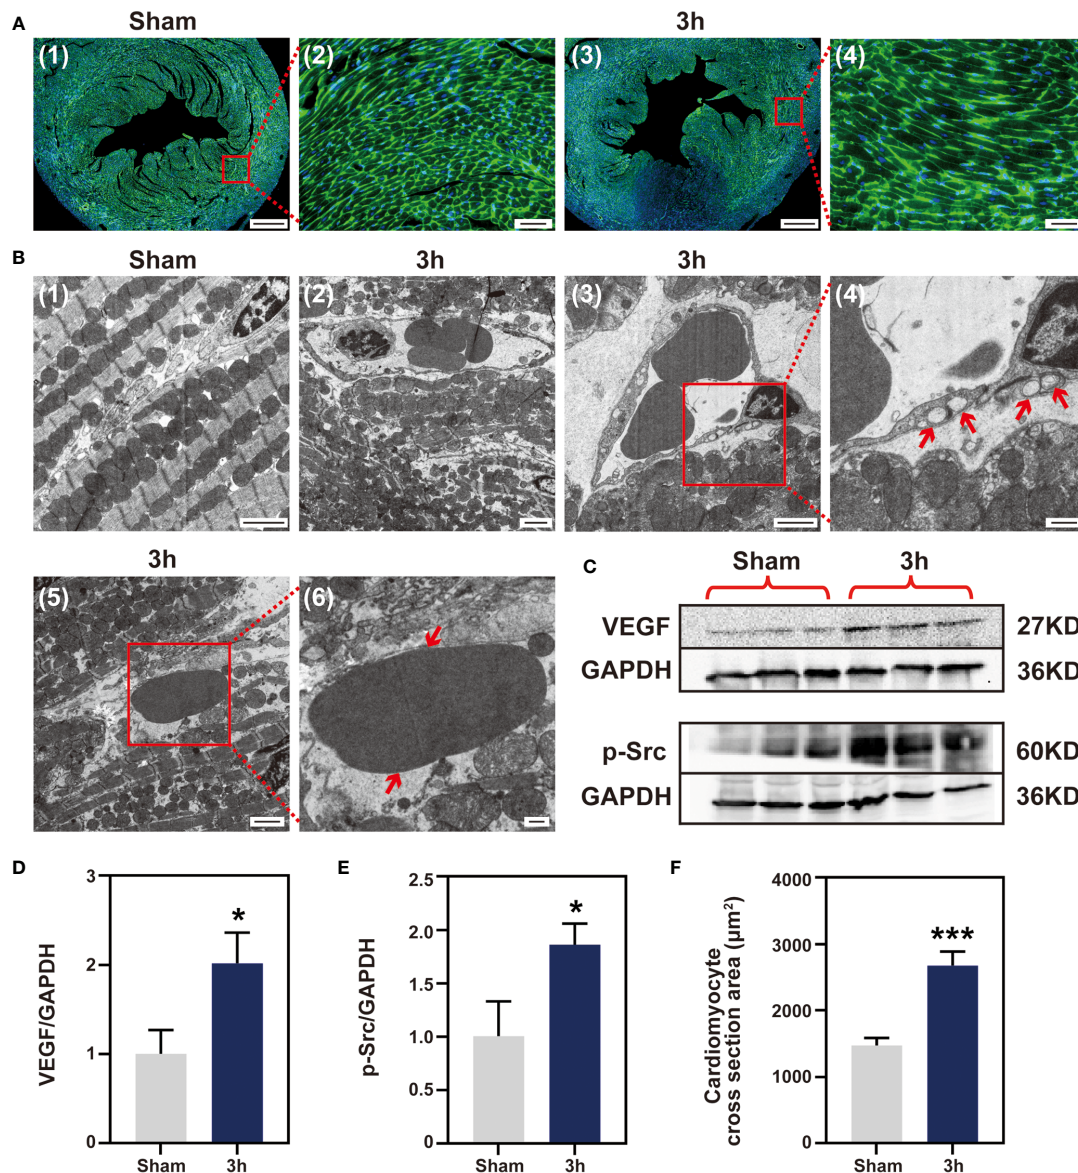 A
Sham
3h
(1)
(2)
(3)
(4)
B
Sham
3h
3h
(1)
(2)
(3)
(4)
3h
(5)
(6)
C
Sham
3h
VEGF
27KD
GAPDH
36KD
p-Src
60KD
GAPDH
36KD
D
VEGF/GAPDH
3
2
1
0
*
Sham
3h
E
p-Src/GAPDH
2.5
2.0
1.5
1.0
0.5
0.0
*
Sham
3h
F
Cardiomyocyte
cross section area (μm²)
4000
3000
2000
1000
0
***
Sham
3h